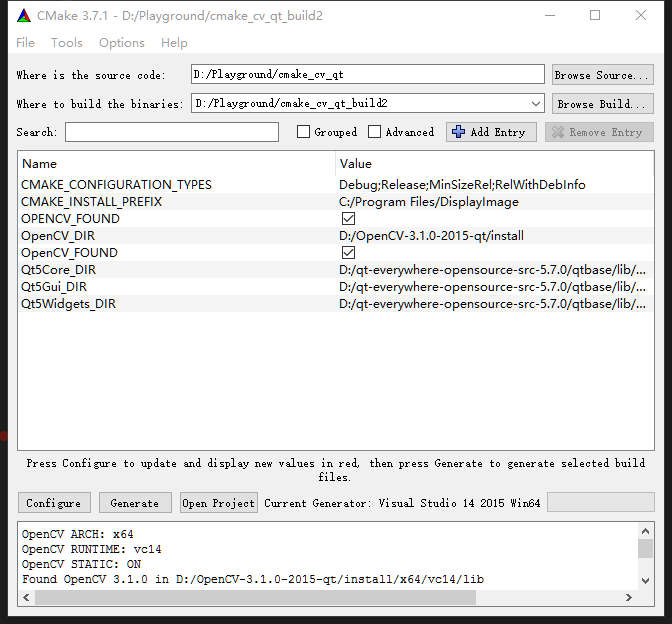 CMake 3.7.1 - D:/Playground/cmake_cv_qt_build2
File Tools Options Help
Where is the source code: D:/Playground/cmake_cv_qt Browse Source...
Where to build the binaries: D:/Playground/cmake_cv_qt_build2 Browse Build...
Search: Grouped Advanced Add Entry Remove Entry
Name Value
CMAKE_CONFIGURATION_TYPES Debug;Release;MinSizeRel;RelWithDebInfo
CMAKE_INSTALL_PREFIX C:/Program Files/DisplayImage
OPENCV_FOUND
OpenCV_DIR D:/OpenCV-3.1.0-2015-qt/install
OpenCV_FOUND
Qt5Core_DIR D:/qt-everywhere-opensource-src-5.7.0/qtbase/lib/...
Qt5Gui_DIR D:/qt-everywhere-opensource-src-5.7.0/qtbase/lib/...
Qt5Widgets_DIR D:/qt-everywhere-opensource-src-5.7.0/qtbase/lib/...
Press Configure to update and display new values in red, then press Generate to generate selected build
files.
Configure Generate Open Project Current Generator: Visual Studio 14 2015 Win64
OpenCV ARCH: x64
OpenCV RUNTIME: vc14
OpenCV STATIC: ON
Found OpenCV 3.1.0 in D:/OpenCV-3.1.0-2015-qt/install/x64/vc14/lib